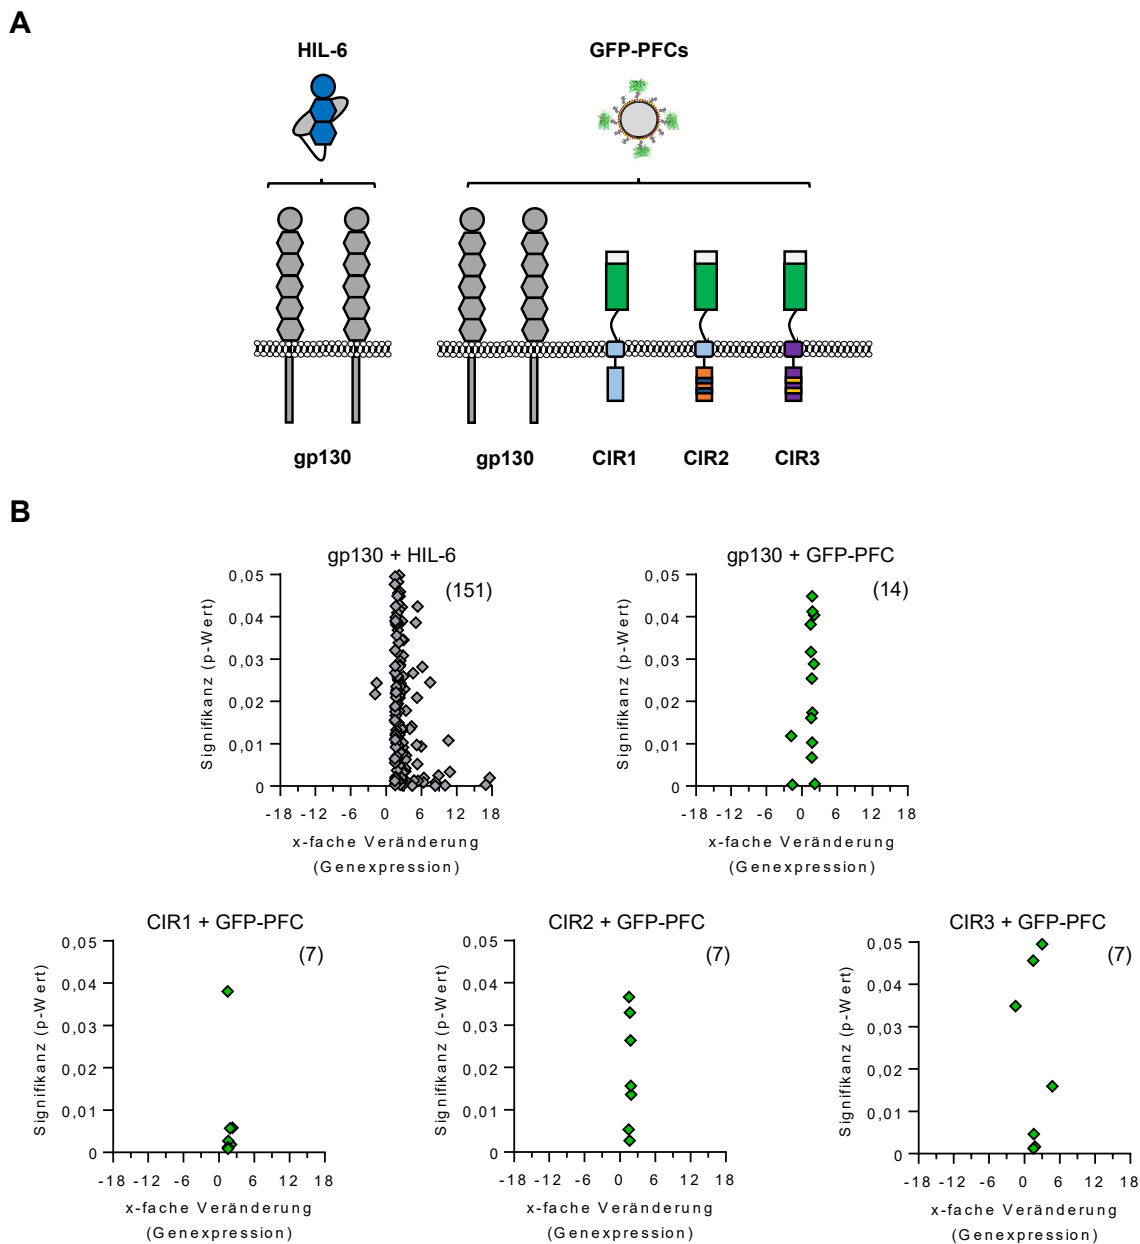 A
HIL-6 GFP-PFCs
gp130 gp130 CIR1 CIR2 CIR3
B
gp130 + HIL-6
(151)
Signifikanz (p-Wert)
0,05
0,04
0,03
0,02
0,01
0
-18 -12 -6 0 6 12 18
x-fache Veränderung
(Genexpression)
gp130 + GFP-PFC
(14)
Signifikanz (p-Wert)
0,05
0,04
0,03
0,02
0,01
0
-18 -12 -6 0 6 12 18
x-fache Veränderung
(Genexpression)
CIR1 + GFP-PFC
(7)
Signifikanz (p-Wert)
0,05
0,04
0,03
0,02
0,01
0
-18 -12 -6 0 6 12 18
x-fache Veränderung
(Genexpression)
CIR2 + GFP-PFC
(7)
Signifikanz (p-Wert)
0,05
0,04
0,03
0,02
0,01
0
-18 -12 -6 0 6 12 18
x-fache Veränderung
(Genexpression)
CIR3 + GFP-PFC
(7)
Signifikanz (p-Wert)
0,05
0,04
0,03
0,02
0,01
0
-18 -12 -6 0 6 12 18
x-fache Veränderung
(Genexpression)